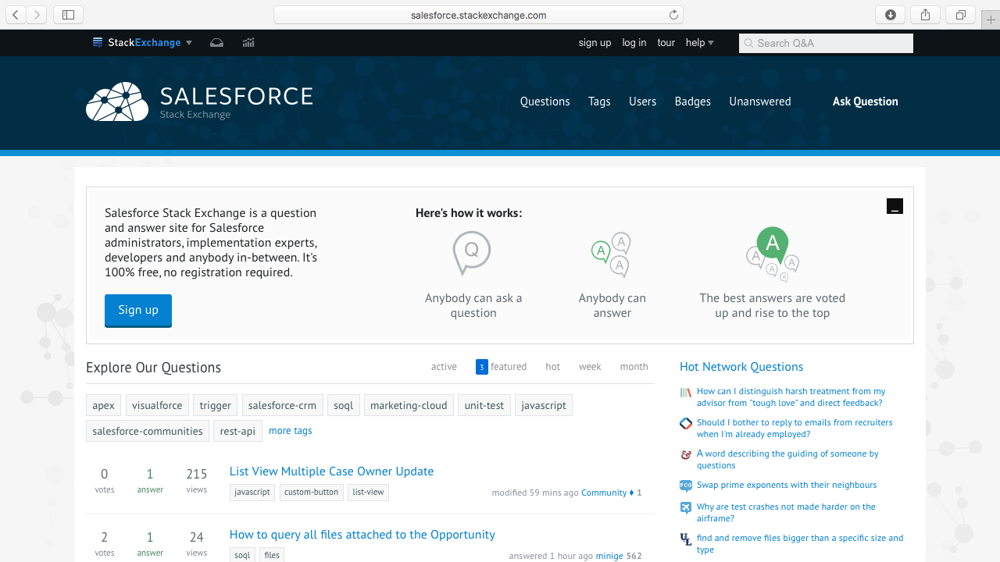 salesforce.stackexchange.com
StackExchange
sign up log in tour help
Search Q&A
SALESFORCE
Stack Exchange
Questions Tags Users Badges Unanswered Ask Question
Salesforce Stack Exchange is a question
and answer site for Salesforce
administrators, implementation experts,
developers and anybody in-between. It's
100% free, no registration required.
Sign up
Here's how it works:
_
Q
A
A
A
A
A
A
A
A
Anybody can ask a
question
Anybody can
answer
The best answers are voted
up and rise to the top
Explore Our Questions
active 3 featured hot week month
apex visualforce trigger salesforce-crm soql marketing-cloud unit-test javascript
salesforce-communities rest-api more tags
0 1 215
votes answer views
List View Multiple Case Owner Update
javascript custom-button list-view
modified 59 mins ago Community ♦ 1
2 1 24
votes answer views
How to query all files attached to the Opportunity
soql files
answered 1 hour ago minige 562
Hot Network Questions
How can I distinguish harsh treatment from my
advisor from "tough love" and direct feedback?
Should I bother to reply to emails from recruiters
when I'm already employed?
A word describing the guiding of someone by
questions
PCG
Swap prime exponents with their neighbours
Why are test crashes not made harder on the
airframe?
UL
find and remove files bigger than a specific size and
type